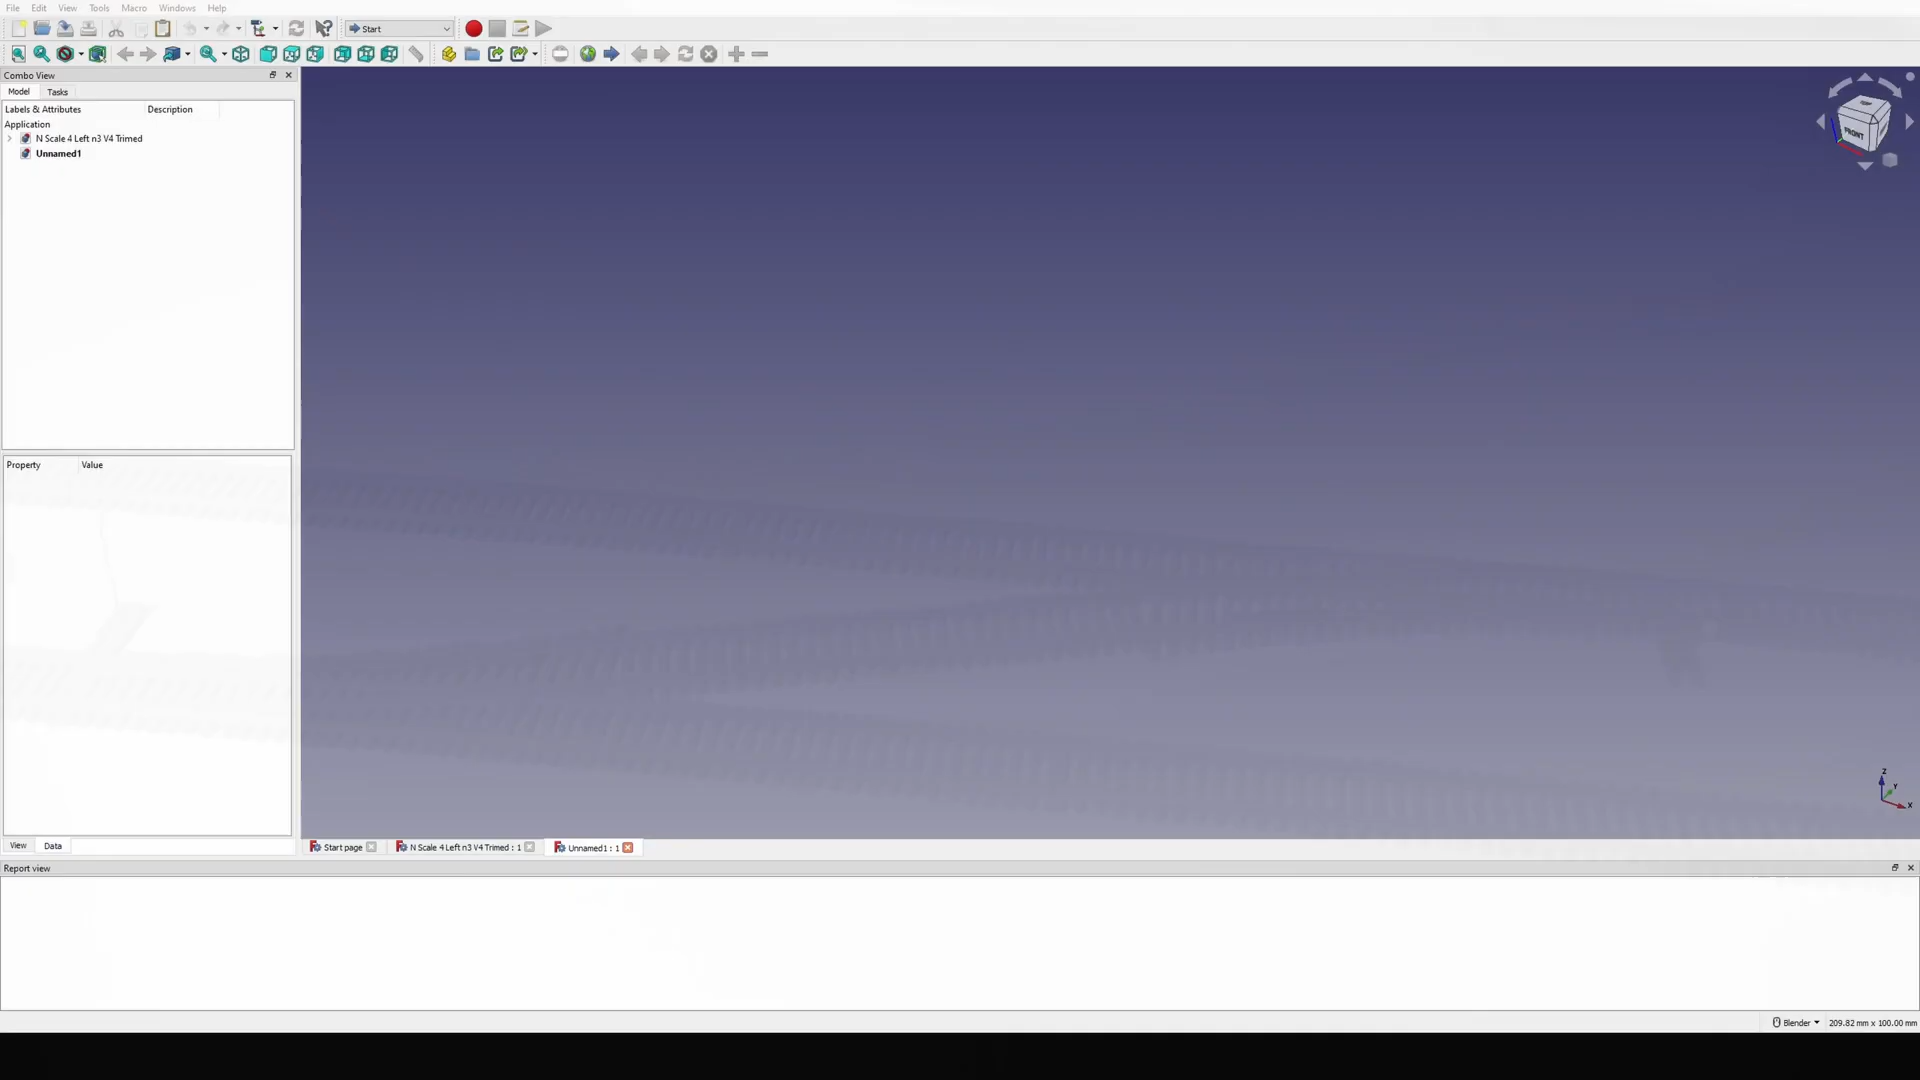 File Edit View Tools Macro Windows Help
Start
Combo View
Model Tasks
Labels & Attributes Description
Application
N Scale 4 Left n3 V4 Trimed
Unnamed1
FRONT
Property Value
Z
Y
X
View Data
Start page N Scale 4 Left n3 V4 Trimed : 1 Unnamed1 : 1
Report view
Blender 209.82 mm x 100.00 mm